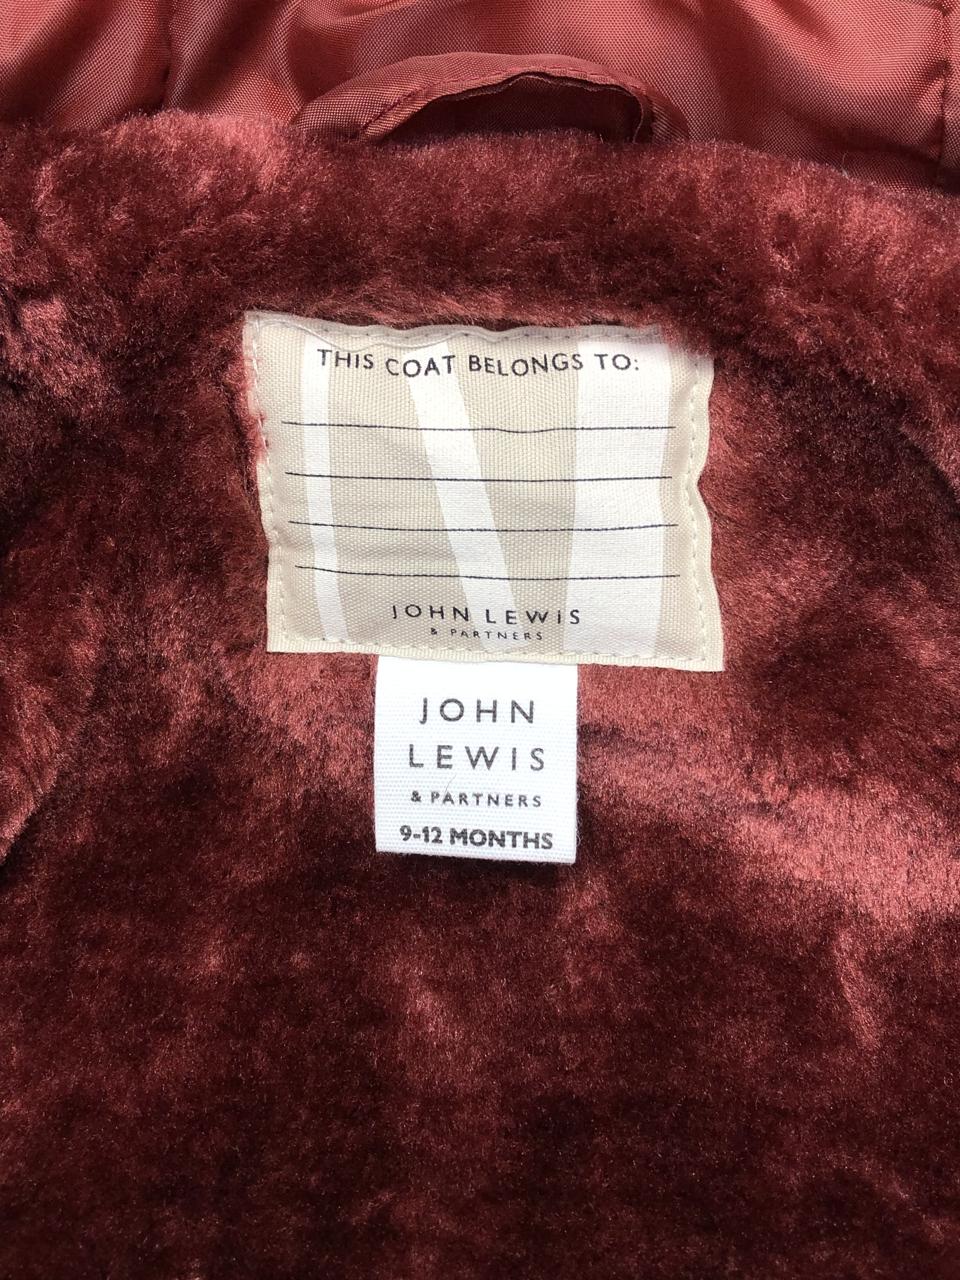 THIS COAT BELONGS TO:
JOHN LEWIS
& PARTNERS
JOHN
LEWIS
& PARTNERS
9-12 MONTHS